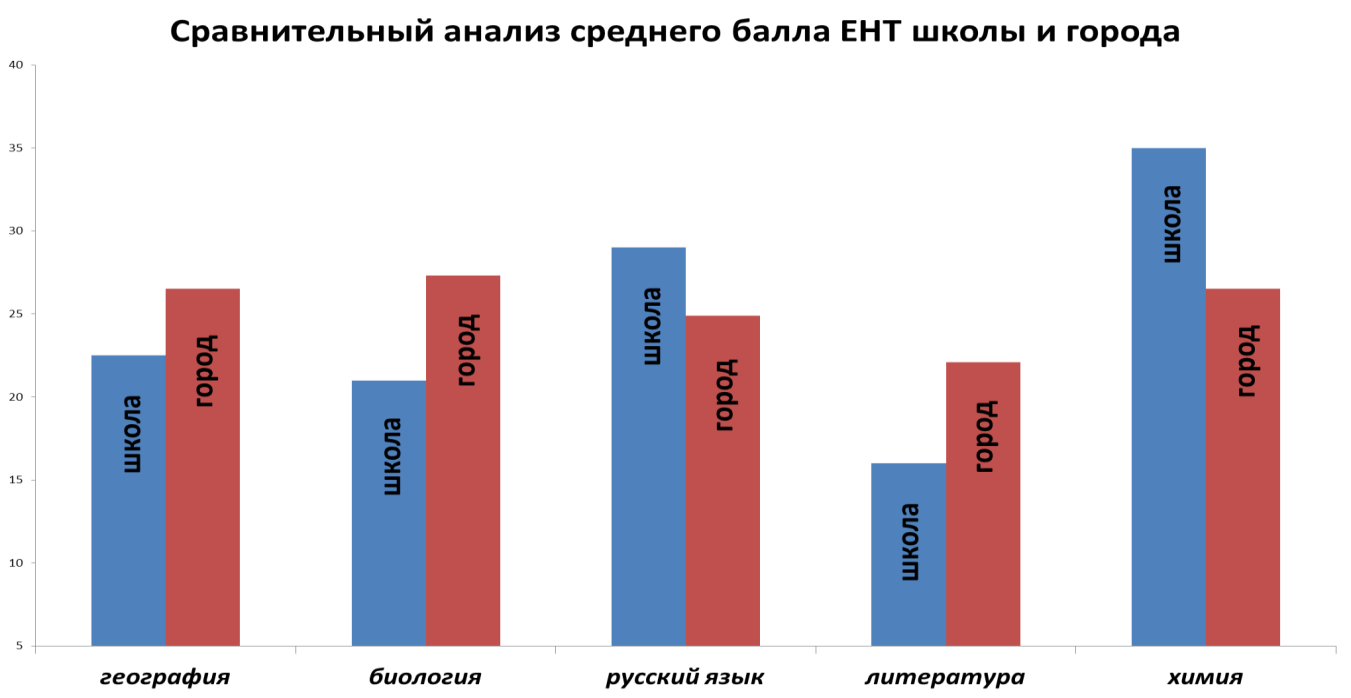 Сравнительный анализ среднего балла ЕНТ школы и города
40
35
30
25
20
15
10
5
школа
город
школа
город
школа
город
школа
город
школа
город
география
биология
русский язык
литература
химия